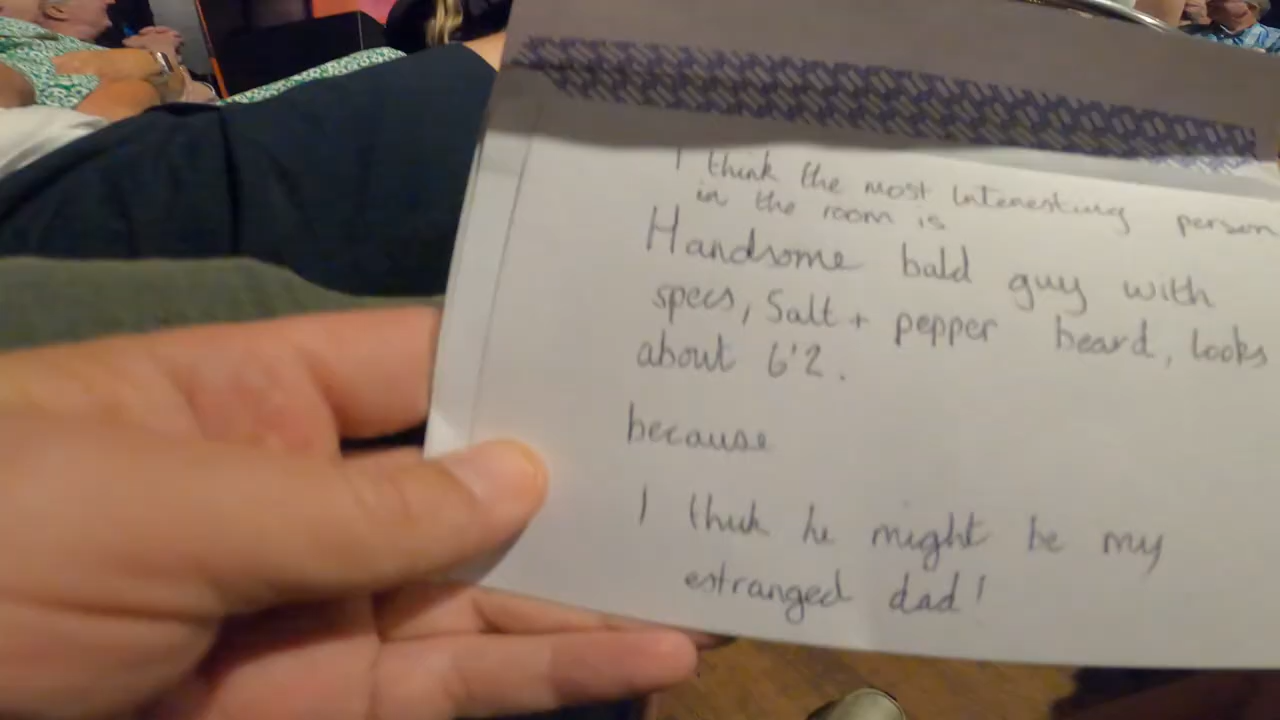 I think the most interesting person
in the room is
Handsome bald guy with
specs, Salt + pepper beard, looks
about 6'2.
because
I think he might be my
estranged dad!